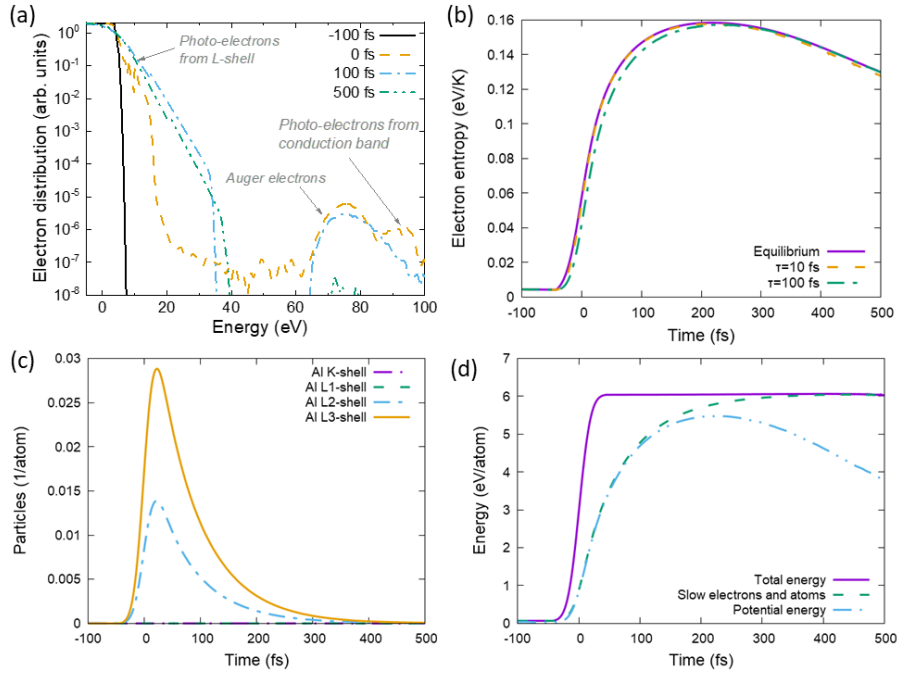 (a)
Electron distribution (arb. units)
10⁰
10⁻¹
10⁻²
10⁻³
10⁻⁴
10⁻⁵
10⁻⁶
10⁻⁷
10⁻⁸
0 20 40 60 80 100
Energy (eV)
-100 fs
0 fs
100 fs
500 fs
Photo-electrons
from L-shell
Photo-electrons from
conduction band
Auger electrons
(b)
Electron entropy (eV/K)
0.16
0.14
0.12
0.10
0.08
0.06
0.04
0.02
0
-100 0 100 200 300 400 500
Time (fs)
Equilibrium
τ=10 fs
τ=100 fs
(c)
Particles (1/atom)
0.03
0.025
0.02
0.015
0.01
0.005
0
-100 0 100 200 300 400 500
Time (fs)
Al K-shell
Al L1-shell
Al L2-shell
Al L3-shell
(d)
Energy (eV/atom)
7
6
5
4
3
2
1
0
-100 0 100 200 300 400 500
Time (fs)
Total energy
Slow electrons and atoms
Potential energy